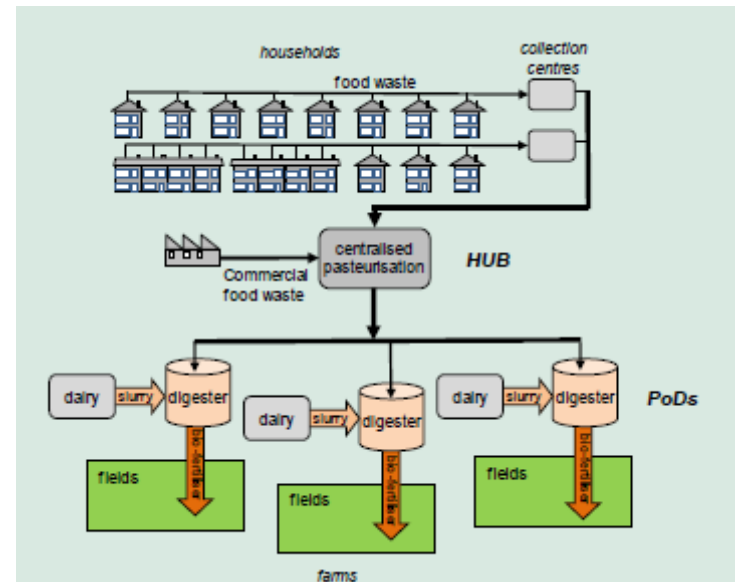 households
collection
centres
food waste
centralised
pasteurisation
HUB
Commercial
food waste
dairy
slurry
digester
dairy
slurry
digester
dairy
slurry
digester
PoDs
bio-fertiliser
bio-fertiliser
bio-fertiliser
fields
fields
fields
farms